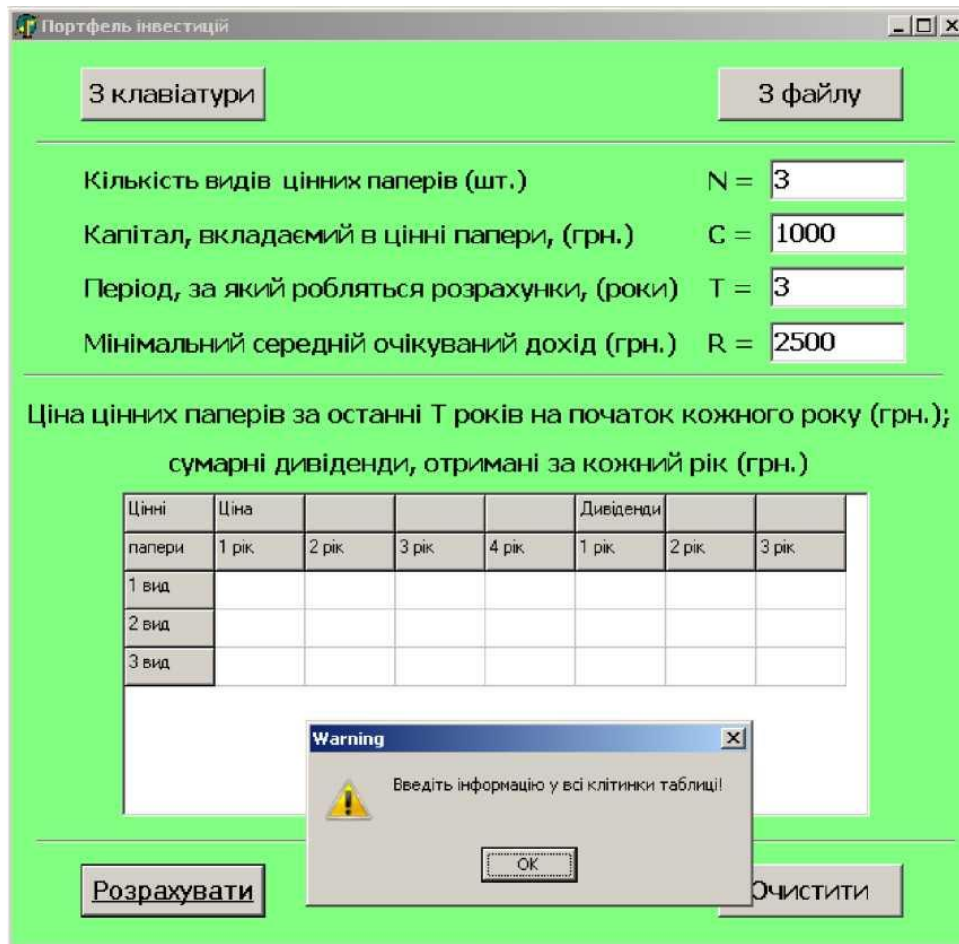 Портфель інвестицій
З клавіатури
З файлу
Кількість видів цінних паперів (шт.) N = 3
Капітал, вкладаємий в цінні папери, (грн.) C = 1000
Період, за який робляться розрахунки, (роки) T = 3
Мінімальний середній очікуваний дохід (грн.) R = 2500
Ціна цінних паперів за останні Т років на початок кожного року (грн.);
сумарні дивіденди, отримані за кожний рік (грн.)
Цінні Ціна Дивіденди
папери 1 рік 2 рік 3 рік 4 рік 1 рік 2 рік 3 рік
1 вид
2 вид
3 вид
Warning
Введіть інформацію у всі клітинки таблиці!
OK
Розрахувати
Очистити